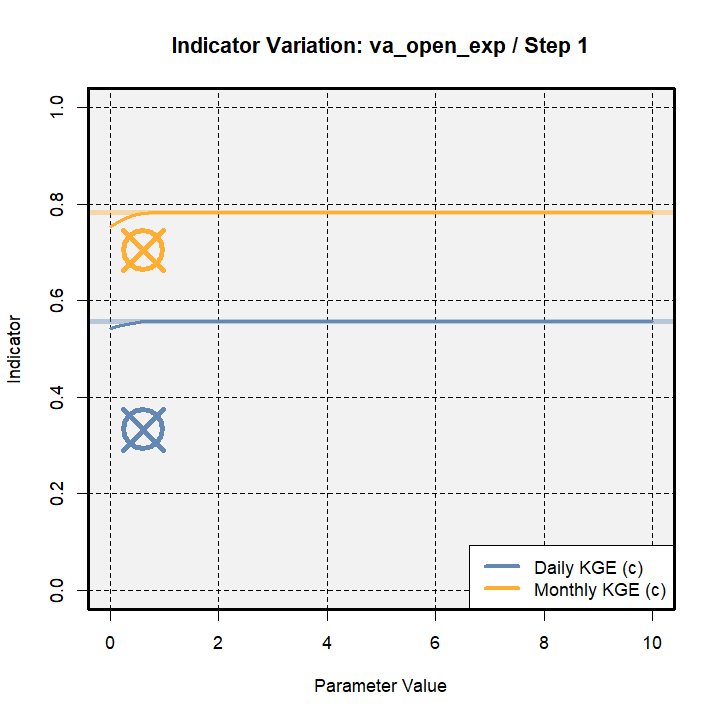 Indicator Variation: va_open_exp / Step 1
Indicator
1.0
0.8
0.6
0.4
0.2
0.0
Daily KGE (c)
Monthly KGE (c)
0 2 4 6 8 10
Parameter Value